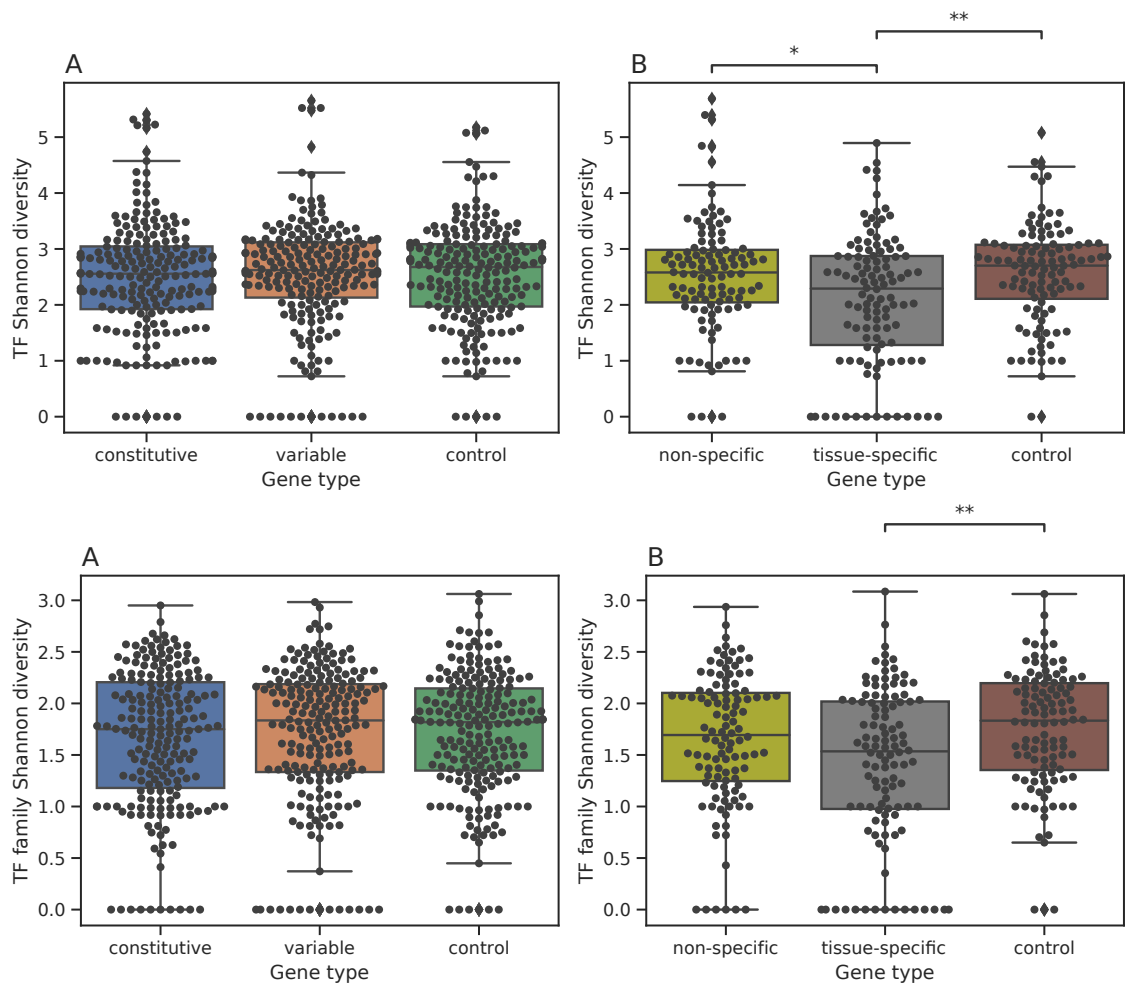 **
A
B
*
TF Shannon diversity
5
4
3
2
1
0
constitutive
variable
control
Gene type
TF Shannon diversity
5
4
3
2
1
0
non-specific
tissue-specific
control
Gene type
**
A
B
TF family Shannon diversity
3.0
2.5
2.0
1.5
1.0
0.5
0.0
constitutive
variable
control
Gene type
TF family Shannon diversity
3.0
2.5
2.0
1.5
1.0
0.5
0.0
non-specific
tissue-specific
control
Gene type